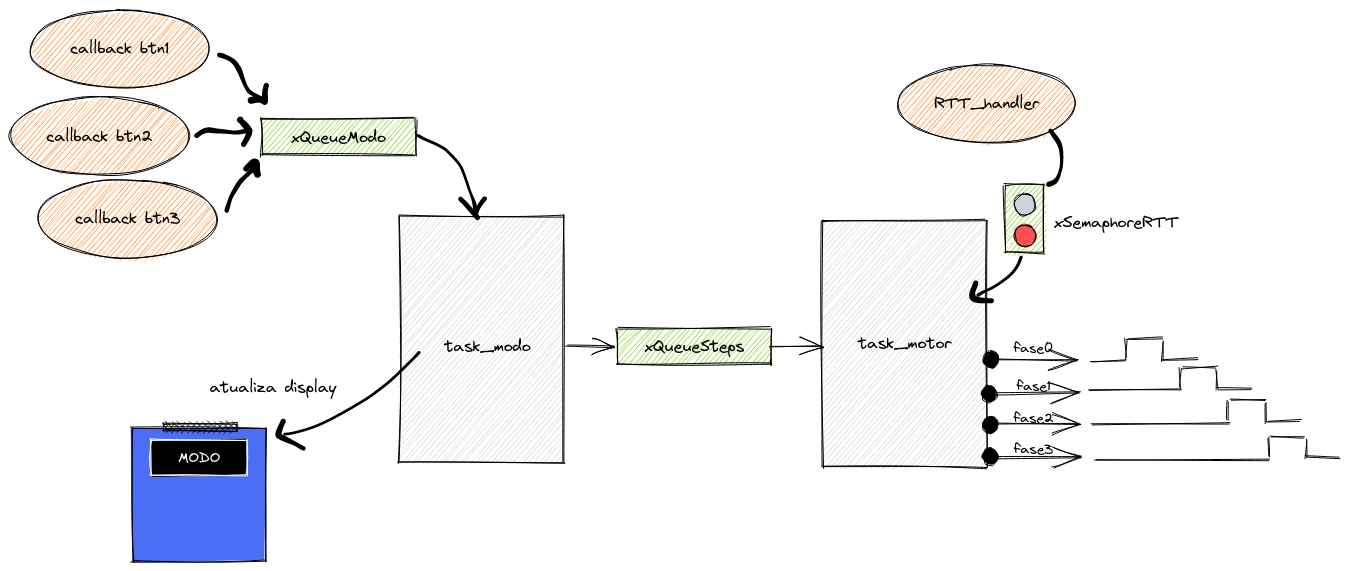 callback btn1
callback btn2
callback btn3
xQueueModo
RTT_handler
xSemaphoreRTT
task_modo
xQueueSteps
task_motor
fase0
fase1
fase2
fase3
atualiza display
MODO